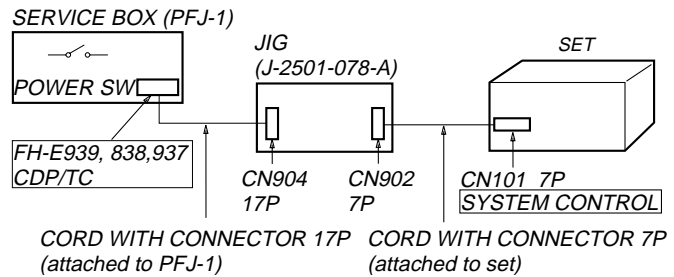 SERVICE BOX (PFJ-1)
POWER SW
FH-E939, 838,937
CDP/TC
JIG
(J-2501-078-A)
SET
CN904
17P
CN902
7P
CN101 7P
SYSTEM CONTROL
CORD WITH CONNECTOR 17P
(attached to PFJ-1)
CORD WITH CONNECTOR 7P
(attached to set)